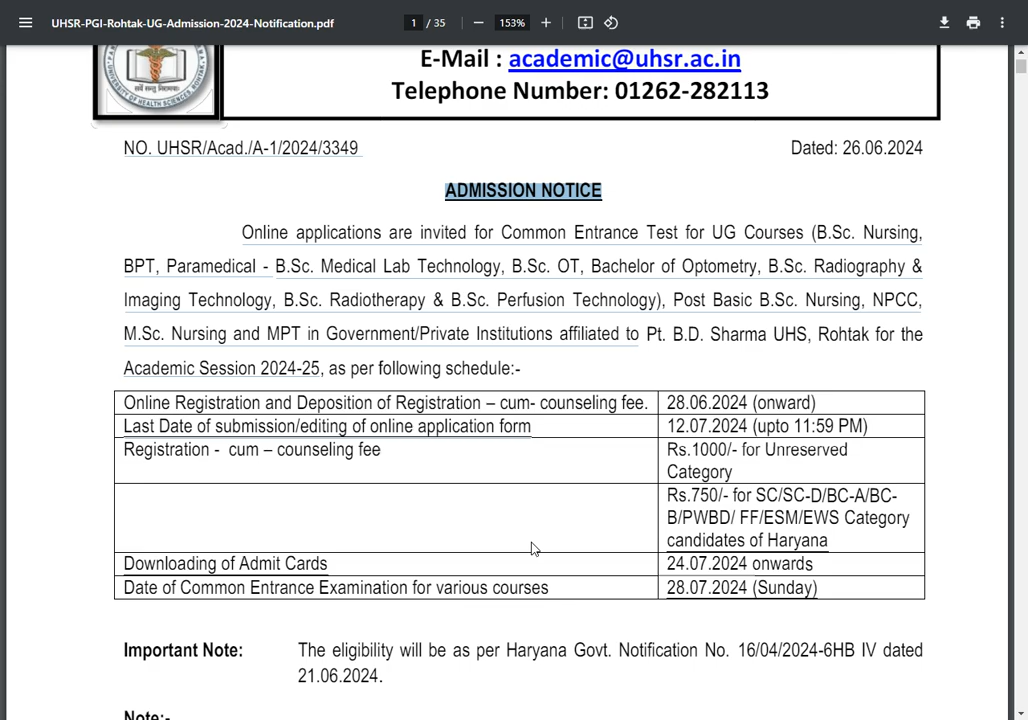 UHSR-PGI-Rohtak-UG-Admission-2024-Notification.pdf 1 / 35 153%
E-Mail : academic@uhsr.ac.in
Telephone Number: 01262-282113
NO. UHSR/Acad./A-1/2024/3349 Dated: 26.06.2024
ADMISSION NOTICE
Online applications are invited for Common Entrance Test for UG Courses (B.Sc. Nursing,
BPT, Paramedical - B.Sc. Medical Lab Technology, B.Sc. OT, Bachelor of Optometry, B.Sc. Radiography &
Imaging Technology, B.Sc. Radiotherapy & B.Sc. Perfusion Technology), Post Basic B.Sc. Nursing, NPCC,
M.Sc. Nursing and MPT in Government/Private Institutions affiliated to Pt. B.D. Sharma UHS, Rohtak for the
Academic Session 2024-25, as per following schedule:-
Online Registration and Deposition of Registration – cum- counseling fee. 28.06.2024 (onward)
Last Date of submission/editing of online application form 12.07.2024 (upto 11:59 PM)
Registration - cum – counseling fee Rs.1000/- for Unreserved
Category
Rs.750/- for SC/SC-D/BC-A/BC-
B/PWBD/ FF/ESM/EWS Category
candidates of Haryana
Downloading of Admit Cards 24.07.2024 onwards
Date of Common Entrance Examination for various courses 28.07.2024 (Sunday)
Important Note: The eligibility will be as per Haryana Govt. Notification No. 16/04/2024-6HB IV dated
21.06.2024.
Note:-